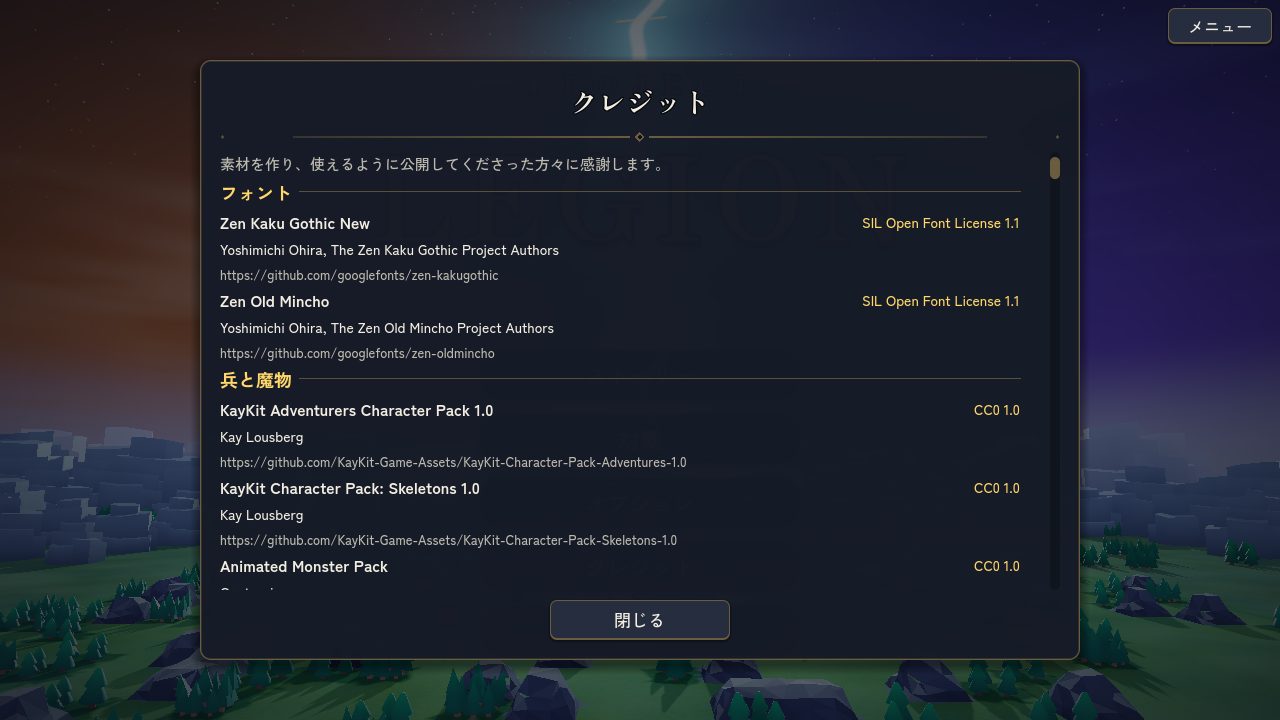 メニュー
クレジット
素材を作り、使えるように公開してくださった方々に感謝します。
フォント
Zen Kaku Gothic New SIL Open Font License 1.1
Yoshimichi Ohira, The Zen Kaku Gothic Project Authors
https://github.com/googlefonts/zen-kakugothic
Zen Old Mincho SIL Open Font License 1.1
Yoshimichi Ohira, The Zen Old Mincho Project Authors
https://github.com/googlefonts/zen-oldmincho
兵と魔物
KayKit Adventurers Character Pack 1.0 CC0 1.0
Kay Lousberg
https://github.com/KayKit-Game-Assets/KayKit-Character-Pack-Adventures-1.0
KayKit Character Pack: Skeletons 1.0 CC0 1.0
Kay Lousberg
https://github.com/KayKit-Game-Assets/KayKit-Character-Pack-Skeletons-1.0
Animated Monster Pack CC0 1.0
閉じる
LEGION